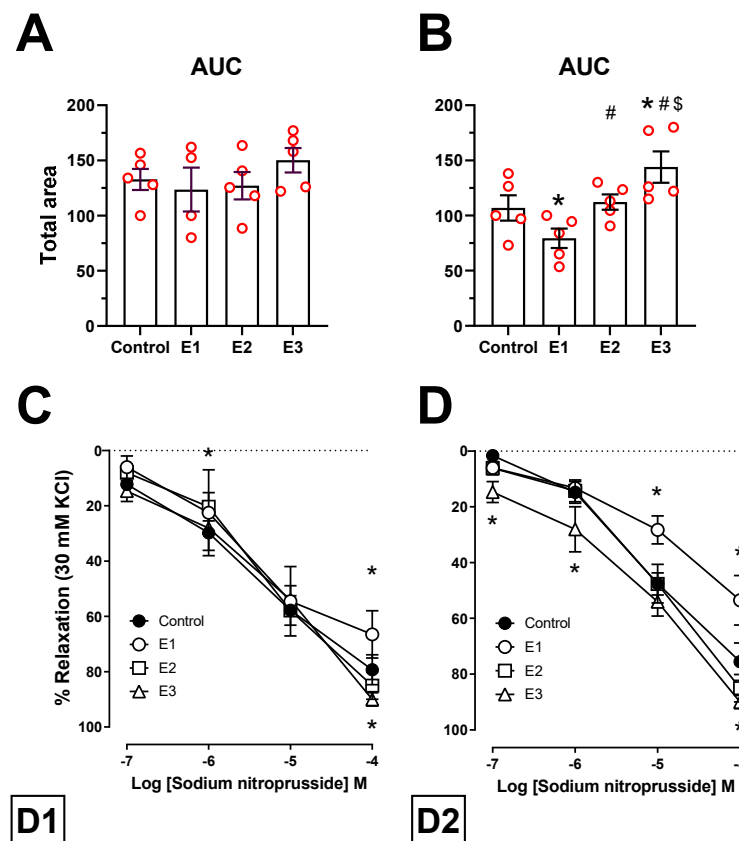 A
B
AUC
AUC
Total area
200
150
100
50
0
Control E1 E2 E3
200
150
100
50
0
*
#
* # $
Control E1 E2 E3
C
D
% Relaxation (30 mM KCl)
0
20
40
60
80
100
*
*
*
Control
E1
E2
E3
-7 -6 -5 -4
Log [Sodium nitroprusside] M
0
20
40
60
80
100
*
*
*
*
*
Control
E1
E2
E3
-7 -6 -5
Log [Sodium nitroprusside] M
D1
D2